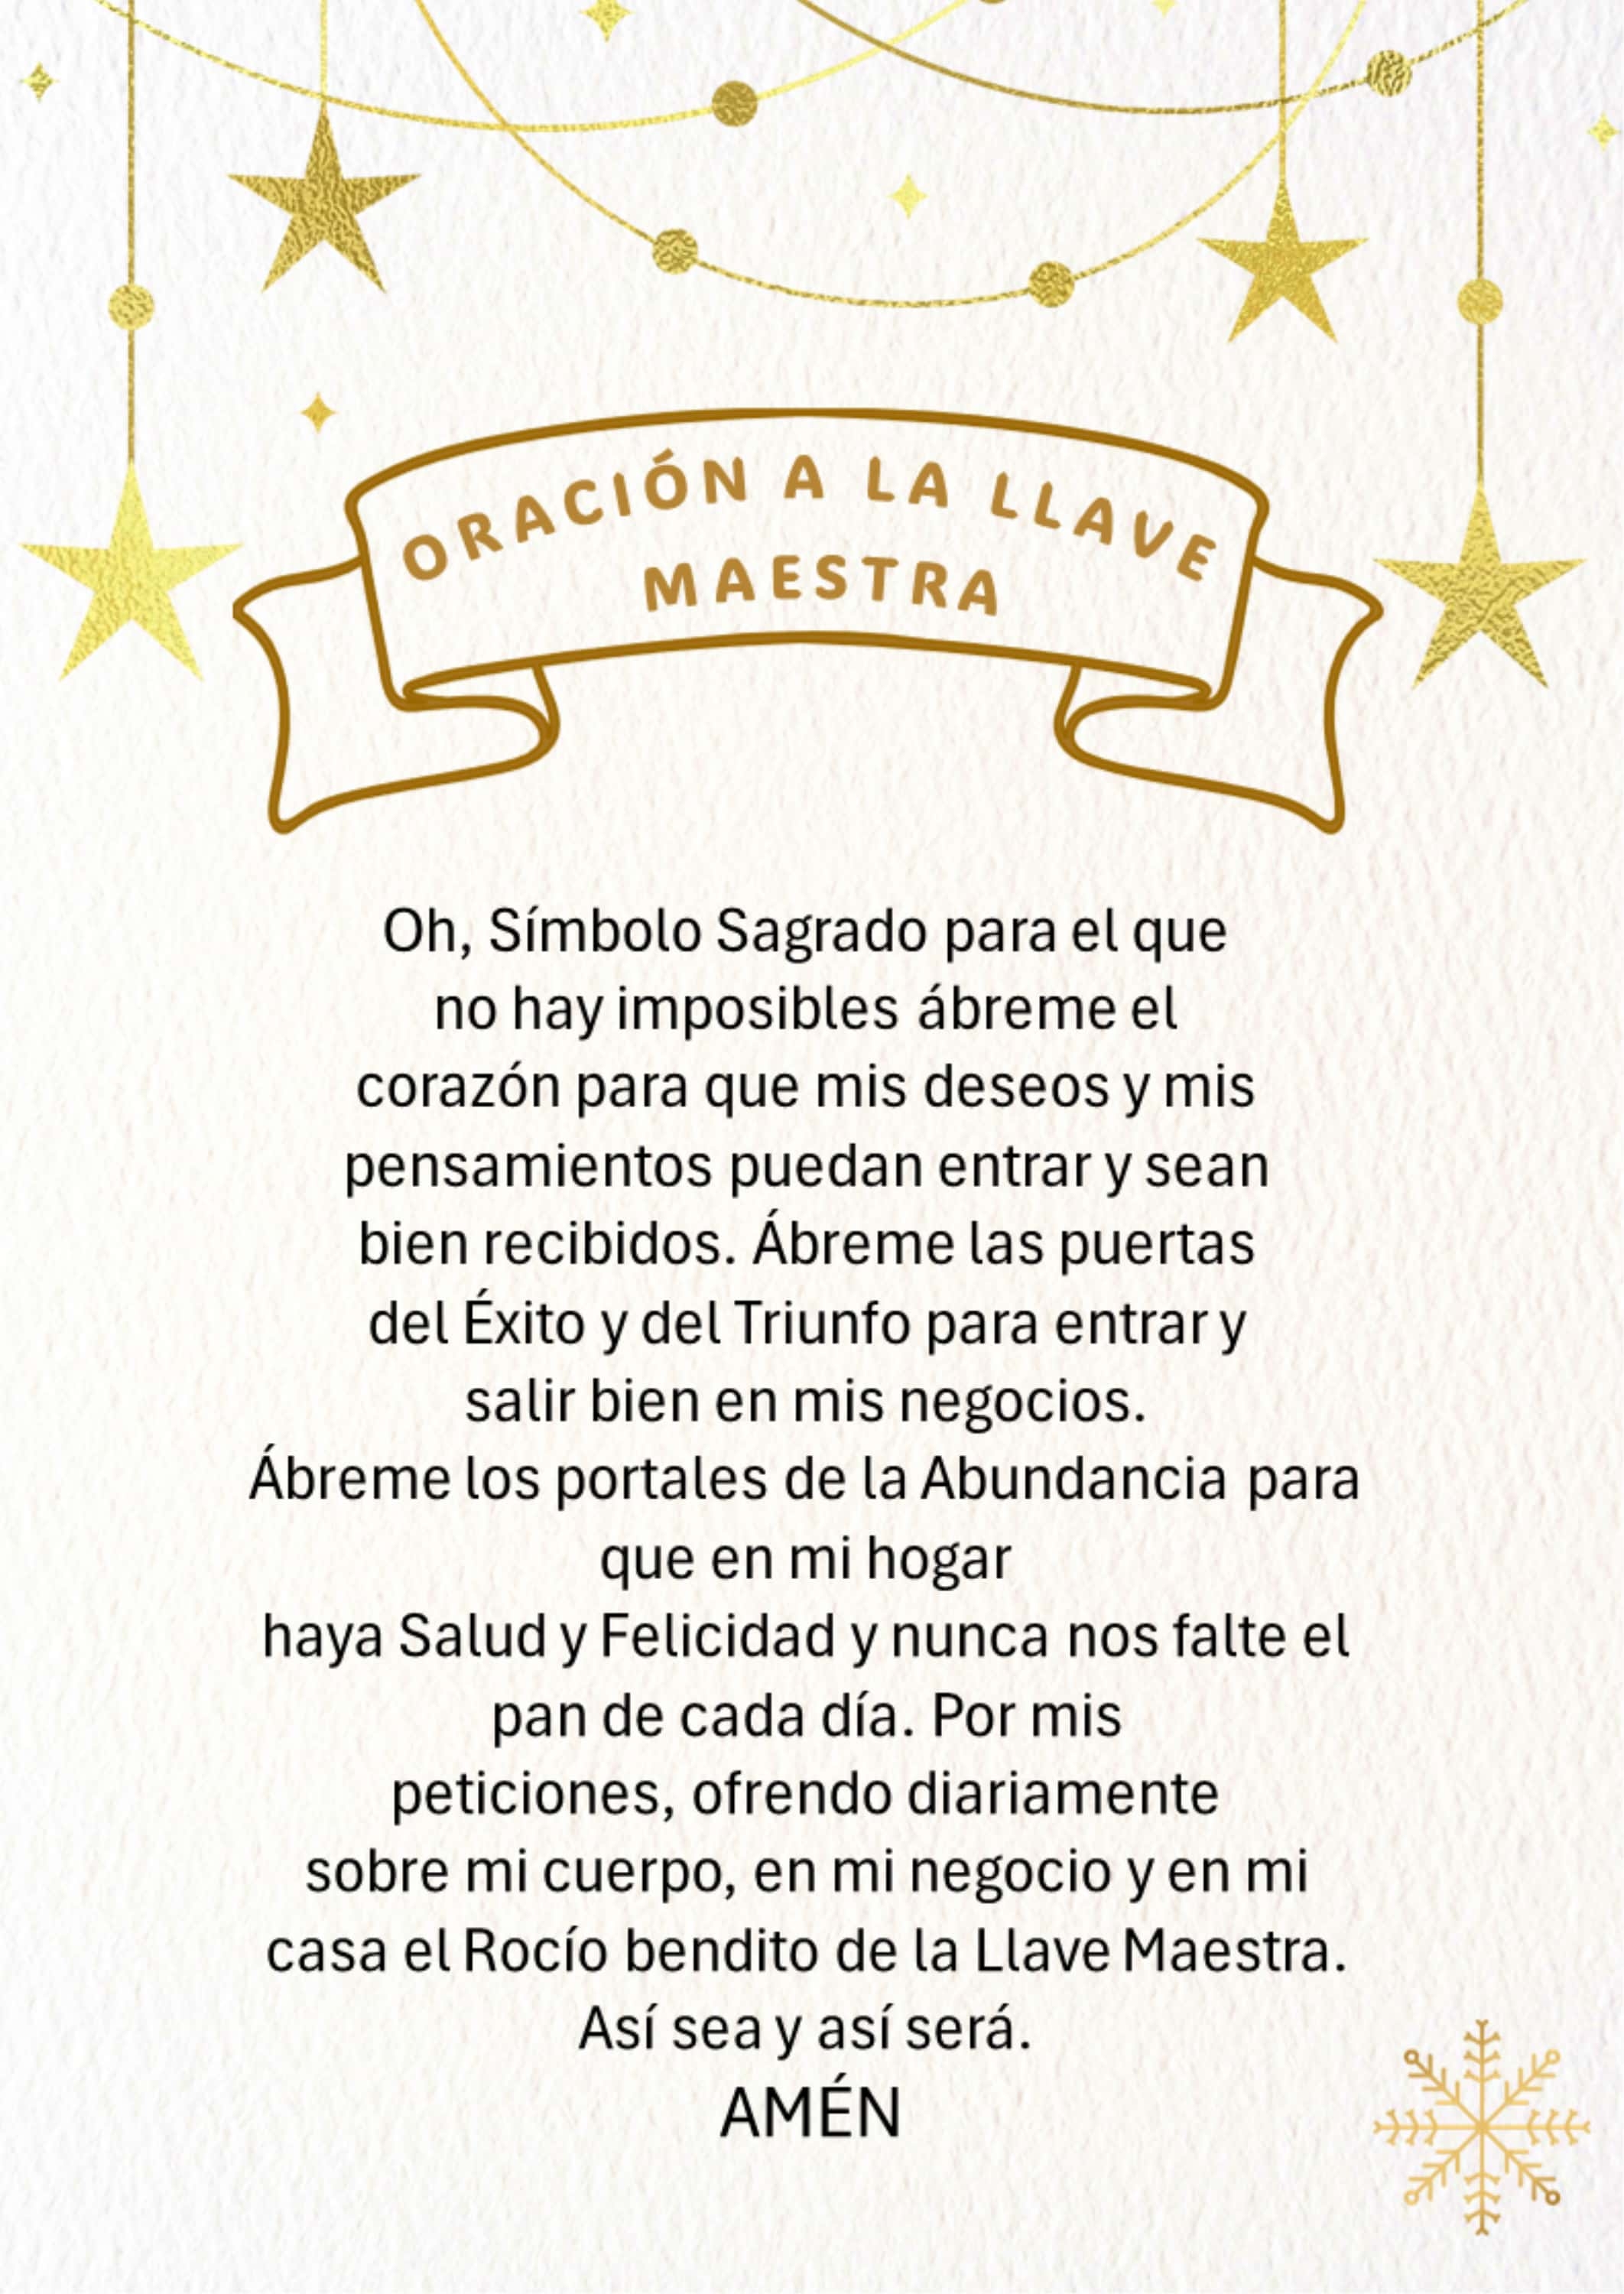 ORACIÓN A LA LLAVE
MAESTRA
Oh, Símbolo Sagrado para el que
no hay imposibles ábreme el
corazón para que mis deseos y mis
pensamientos puedan entrar y sean
bien recibidos. Ábreme las puertas
del Éxito y del Triunfo para entrar y
salir bien en mis negocios.
Ábreme los portales de la Abundancia para
que en mi hogar
haya Salud y Felicidad y nunca nos falte el
pan de cada día. Por mis
peticiones, ofrendo diariamente
sobre mi cuerpo, en mi negocio y en mi
casa el Rocío bendito de la Llave Maestra.
Así sea y así será.
AMÉN